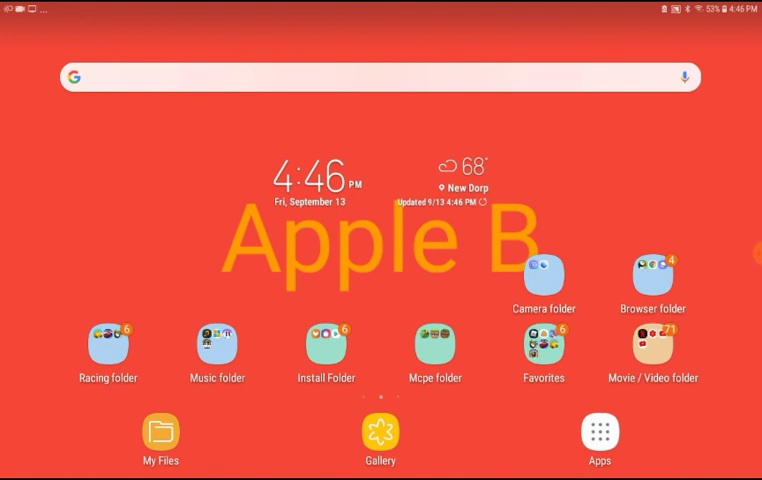 ... 53% 4:46 PM
4:46 PM 68°
Fri, September 13 New Dorp
Updated 9/13 4:46 PM
Apple B
Camera folder 4 Browser folder
6 Racing folder Music folder 6 Install Folder Mcpe folder 6 Favorites 71 Movie / Video folder
My Files Gallery Apps